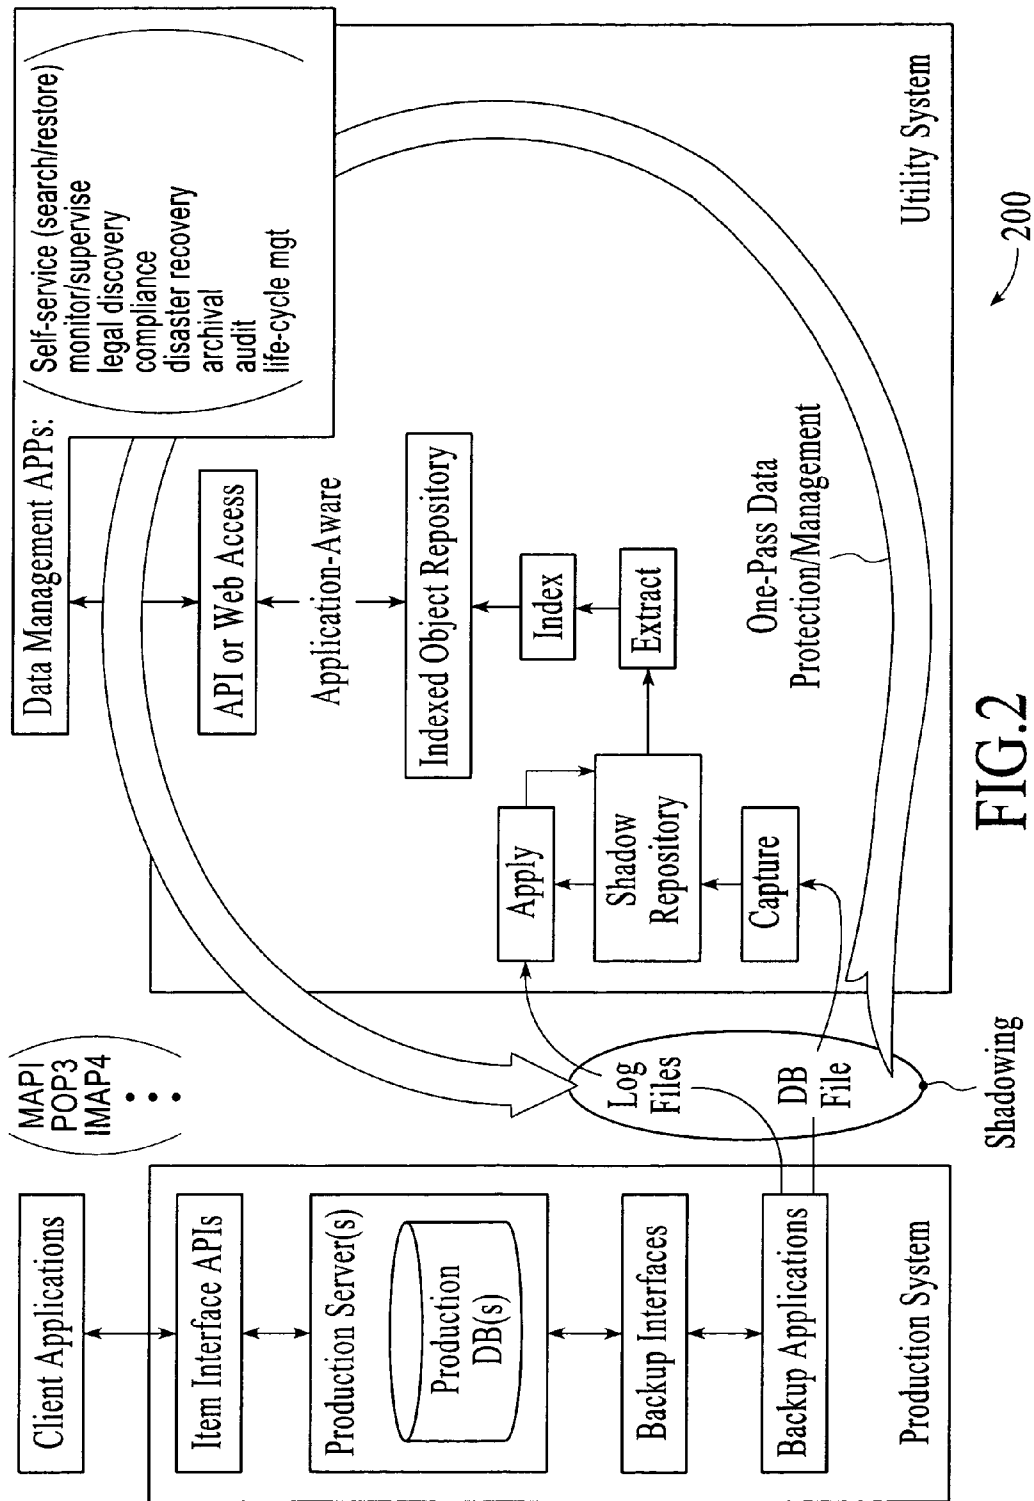 Client Applications
MAPI
POP3
IMAP4
Data Management APPs:
Self-service (search/restore)
monitor/supervise
legal discovery
compliance
disaster recovery
archival
audit
life-cycle mgt
Item Interface APIs
Production Server(s)
Production
DB(s)
Backup Interfaces
Backup Applications
Production System
Log
Files
DB
File
Shadowing
API or Web Access
Application-Aware
Indexed Object Repository
Index
Extract
Apply
Shadow
Repository
Capture
One-Pass Data
Protection/Management
Utility System
200
FIG.2